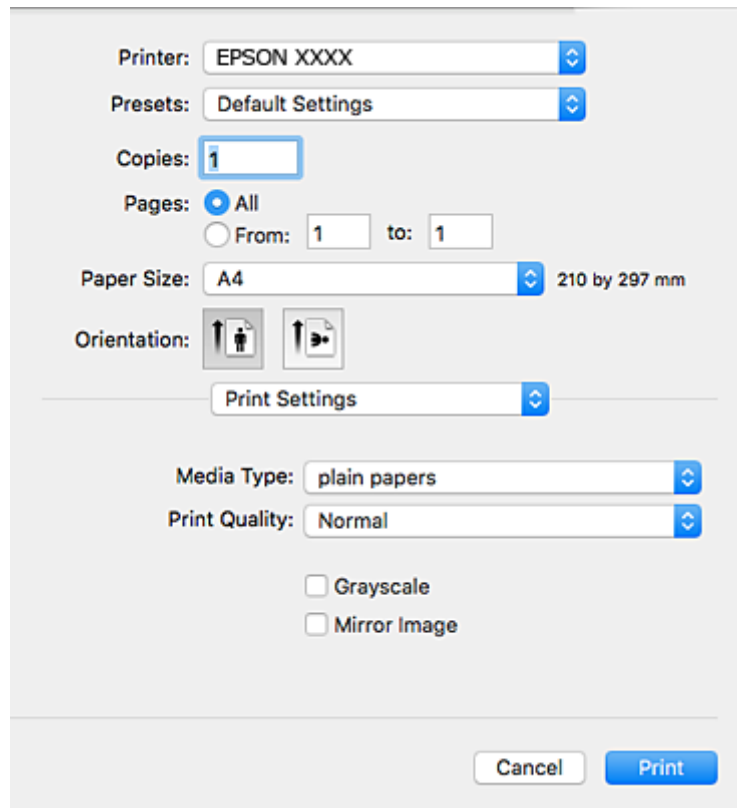 Printer: EPSON XXXX
Presets: Default Settings
Copies: 1
Pages: All
From: 1 to: 1
Paper Size: A4 210 by 297 mm
Orientation:
Print Settings
Media Type: plain papers
Print Quality: Normal
Grayscale
Mirror Image
Cancel Print